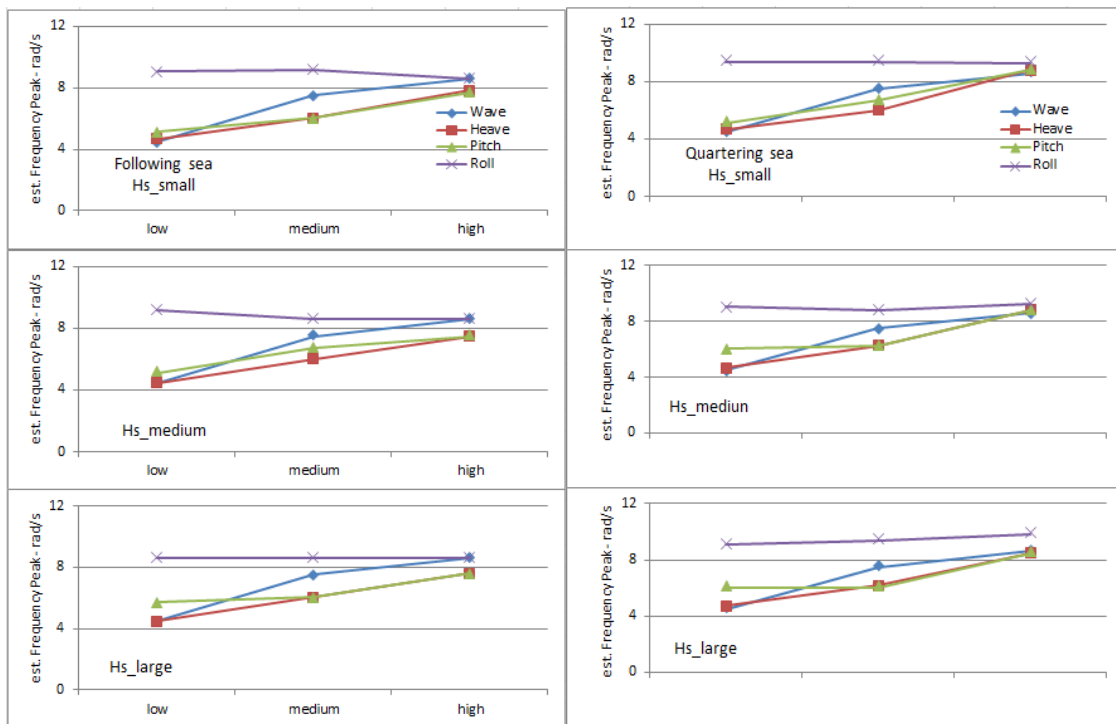 est. Frequency Peak - rad/s
12
8
4
0
Wave
Heave
Pitch
Roll
Following sea
Hs_small
low medium high
est. Frequency Peak - rad/s
12
8
4
0
Wave
Heave
Pitch
Roll
Quartering sea
Hs_small
est. Frequency Peak - rad/s
12
8
4
0
Hs_medium
low medium high
est. Frequency Peak - rad/s
12
8
4
0
Hs_mediun
est. Frequency Peak - rad/s
12
8
4
0
Hs_large
low medium high
est. Frequency Peak - rad/s
12
8
4
0
Hs_large